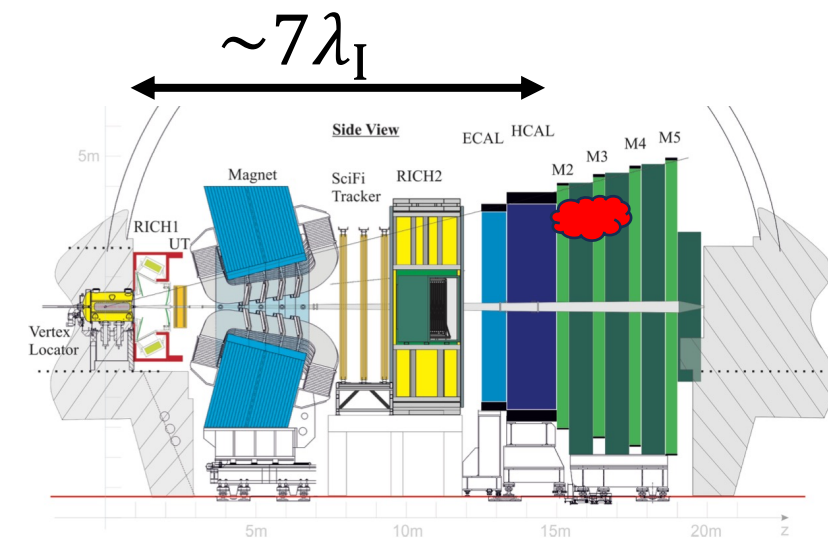 ~7λI
Side View
ECAL
HCAL
M2
M3
M4
M5
5m
Magnet
SciFi
Tracker
RICH2
RICH1
UT
Vertex
Locator
5m
10m
15m
20m
z